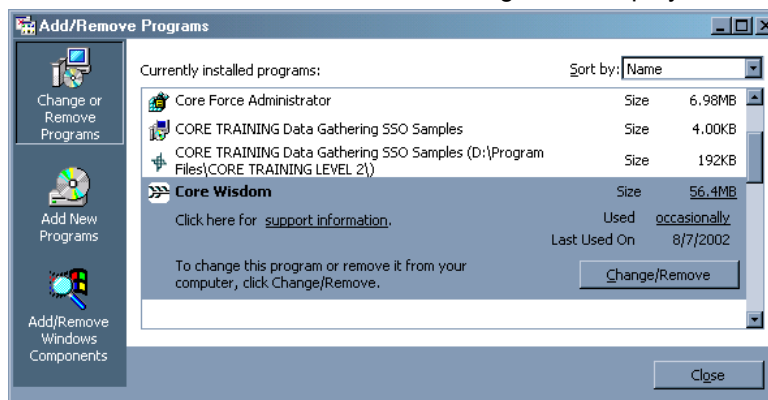 Add/Remove Programs
Change or
Remove
Programs
Add New
Programs
Add/Remove
Windows
Components
Currently installed programs:
Sort by: Name
Core Force Administrator Size 6.98MB
CORE TRAINING Data Gathering SSO Samples Size 4.00KB
CORE TRAINING Data Gathering SSO Samples (D:\Program
Files\CORE TRAINING LEVEL 2\) Size 192KB
Core Wisdom Size 56.4MB
Click here for support information. Used occasionally
Last Used On 8/7/2002
To change this program or remove it from your
computer, click Change/Remove.
Change/Remove
Close